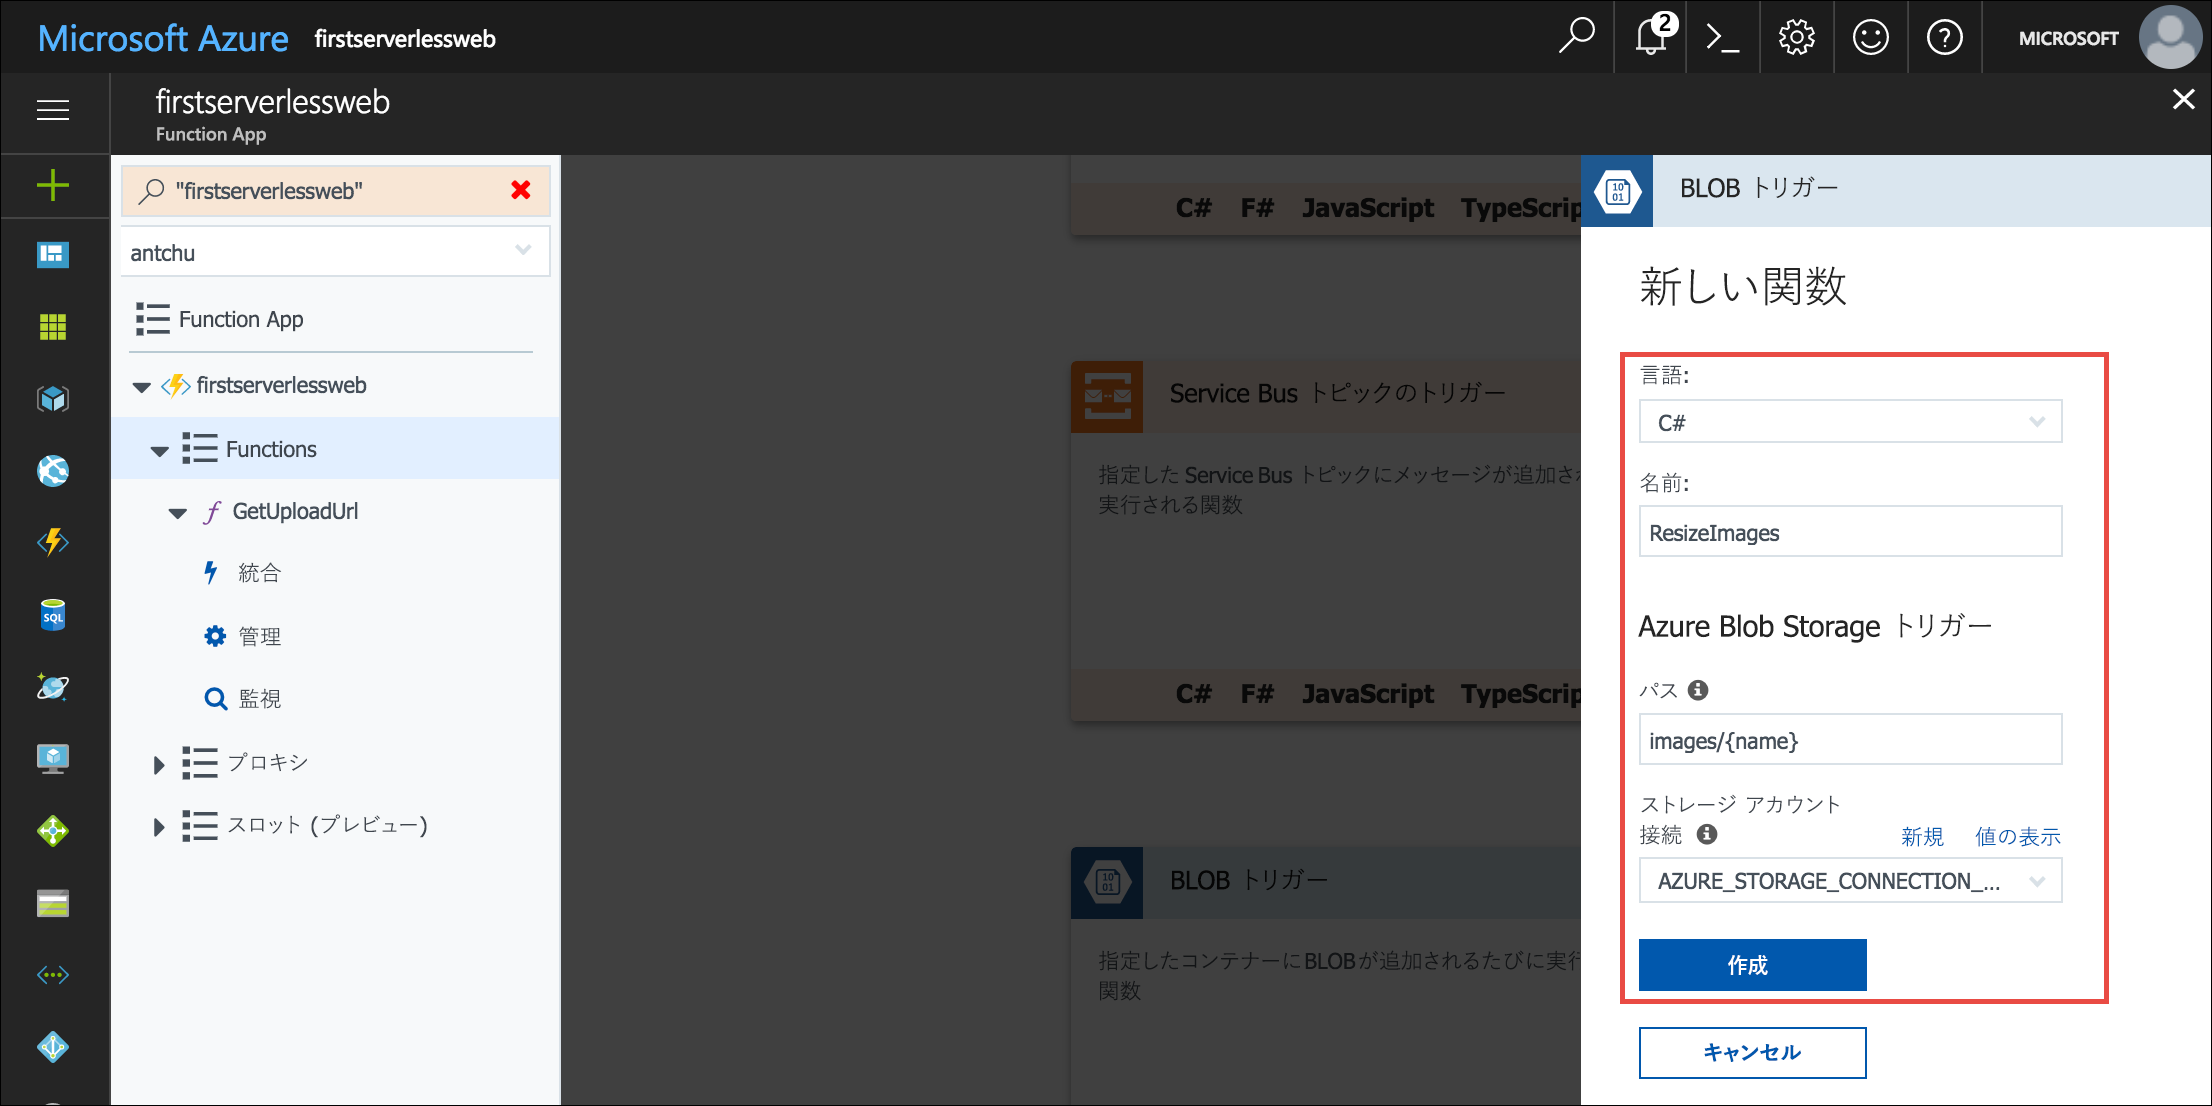 Microsoft Azure firstserverlessweb
2
MICROSOFT
firstserverlessweb
Function App
"firstserverlessweb"
antchu
Function App
firstserverlessweb
Functions
GetUploadUrl
統合
管理
監視
プロキシ
スロット (プレビュー)
SQL
C# F# JavaScript TypeScrip
Service Bus トピックのトリガー
指定した Service Bus トピックにメッセージが追加され
実行される関数
C# F# JavaScript TypeScrip
10
01
BLOB トリガー
指定したコンテナーにBLOBが追加されるたびに実行
関数
10
01
BLOB トリガー
新しい関数
言語:
C#
名前:
ResizeImages
Azure Blob Storage トリガー
パス
images/{name}
ストレージ アカウント
接続 新規 値の表示
AZURE_STORAGE_CONNECTION_...
作成
キャンセル